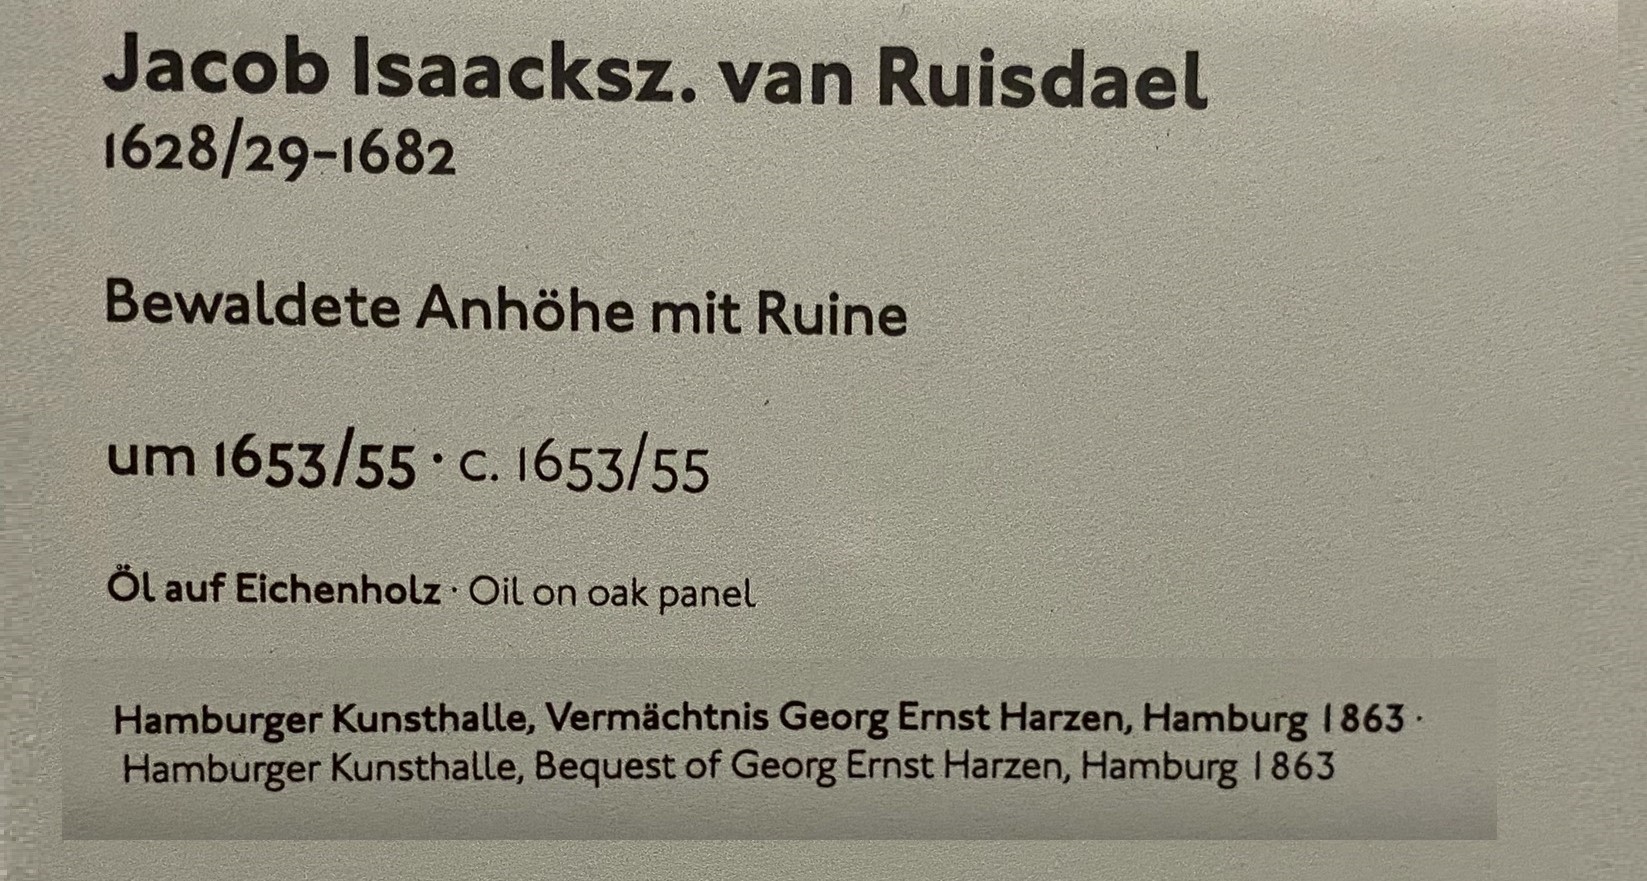 Jacob Isaacksz. van Ruisdael
1628/29-1682
Bewaldete Anhöhe mit Ruine
um 1653/55 · c. 1653/55
Öl auf Eichenholz · Oil on oak panel
Hamburger Kunsthalle, Vermächtnis Georg Ernst Harzen, Hamburg 1863 ·
Hamburger Kunsthalle, Bequest of Georg Ernst Harzen, Hamburg 1863